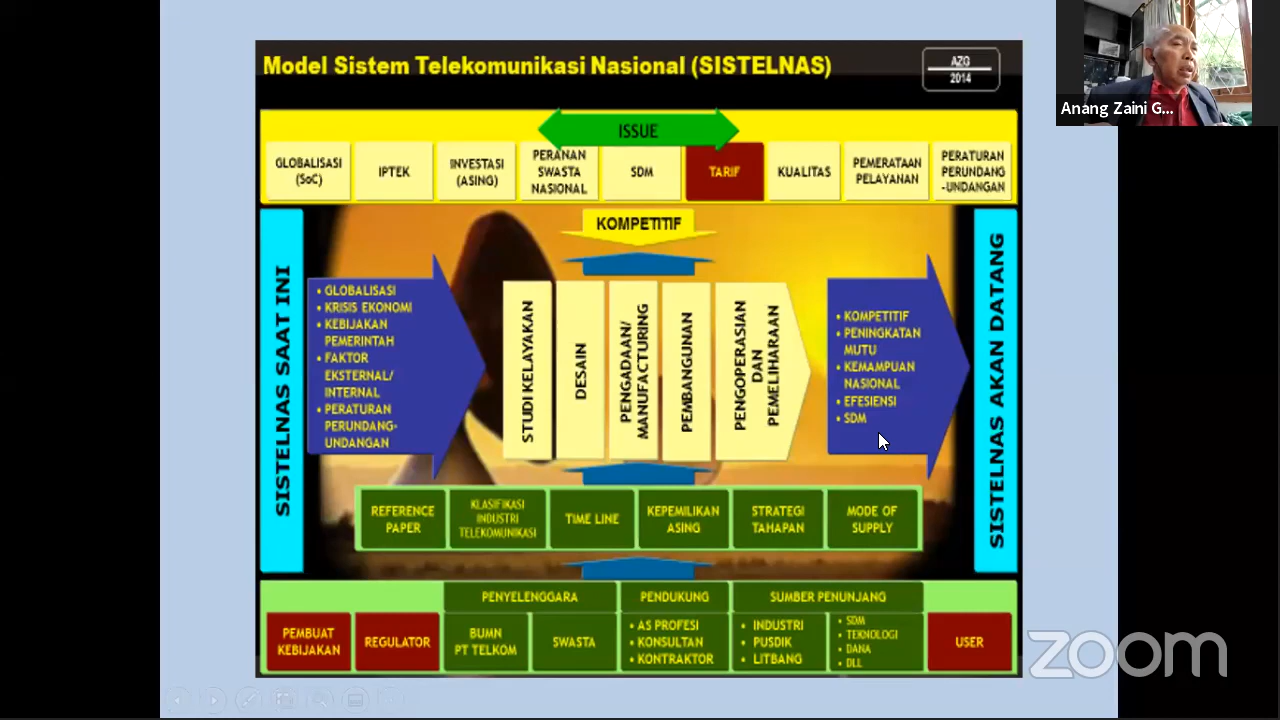 Model Sistem Telekomunikasi Nasional (SISTELNAS)
AZG
2014
Anang Zaini G...
ISSUE
GLOBALISASI
(SoC)
IPTEK
INVESTASI
(ASING)
PERANAN
SWASTA
NASIONAL
SDM
TARIF
KUALITAS
PEMERATAAN
PELAYANAN
PERATURAN
PERUNDANG
-UNDANGAN
KOMPETITIF
SISTELNAS SAAT INI
• GLOBALISASI
• KRISIS EKONOMI
• KEBIJAKAN
PEMERINTAH
• FAKTOR
EKSTERNAL/
INTERNAL
• PERATURAN
PERUNDANG-
UNDANGAN
STUDI KELAYAKAN
DESAIN
PENGADAAN/
MANUFACTURING
PEMBANGUNAN
PENGOPERASIAN
DAN
PEMELIHARAAN
• KOMPETITIF
• PENINGKATAN
MUTU
• KEMAMPUAN
NASIONAL
• EFESIENSI
• SDM
SISTELNAS AKAN DATANG
REFERENCE
PAPER
KLASIFIKASI
INDUSTRI
TELEKOMUNIKASI
TIME LINE
KEPEMILIKAN
ASING
STRATEGI
TAHAPAN
MODE OF
SUPPLY
PENYELENGGARA
PENDUKUNG
SUMBER PENUNJANG
PEMBUAT
KEBIJAKAN
REGULATOR
BUMN
PT TELKOM
SWASTA
• AS PROFESI
• KONSULTAN
• KONTRAKTOR
• INDUSTRI
• PUSDIK
• LITBANG
• SDM
• TEKNOLOGI
• DANA
• DLL
USER
zoom